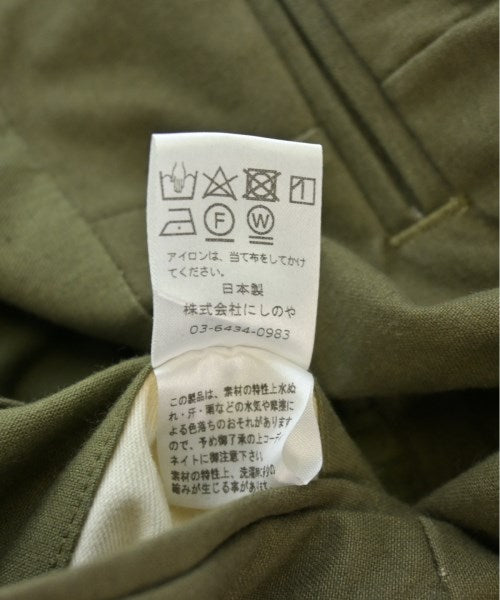 F W
アイロンは、当て布をしてかけ
てください。
日本製
株式会社にしのや
03-6434-0983
この製品は、素材の特性上水ぬ
れ・汗・雨などの水気や摩擦に
よる色落ちのおそれがあります
ので、予め御了承の上コーデ
ネイトに御注意下さい。
素材の特性上、洗濯により
縮みが生じる事があ